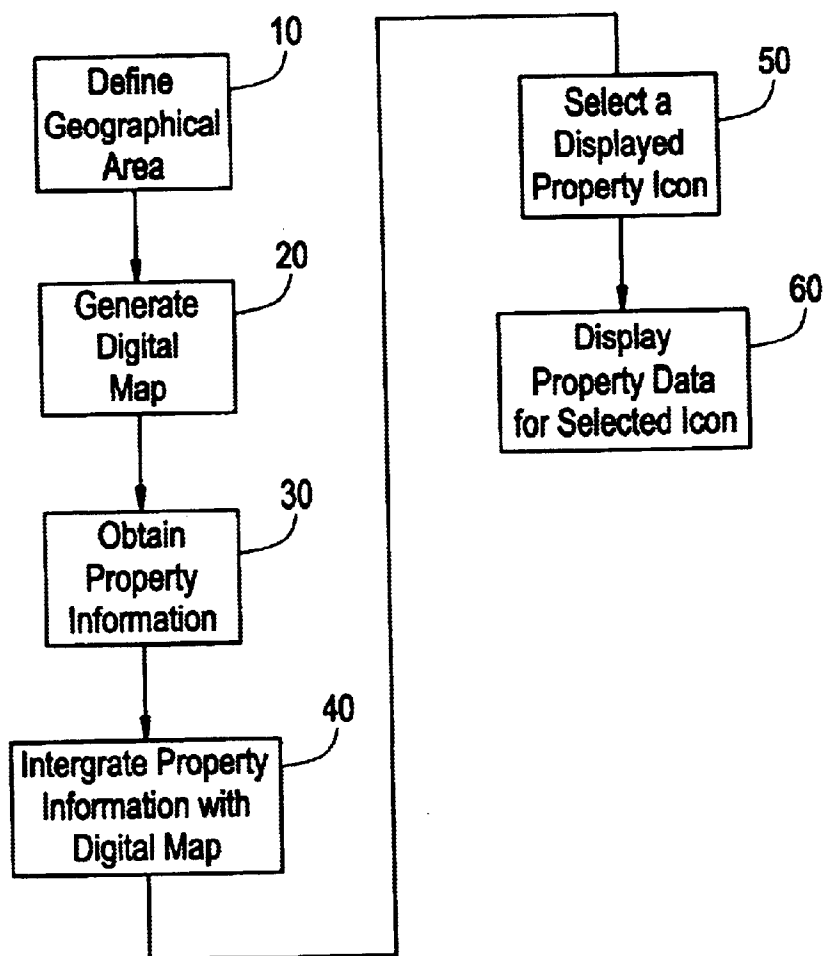 10
Define
Geographical
Area
20
Generate
Digital
Map
30
Obtain
Property
Information
40
Intergrate Property
Information with
Digital Map
50
Select a
Displayed
Property Icon
60
Display
Property Data
for Selected Icon